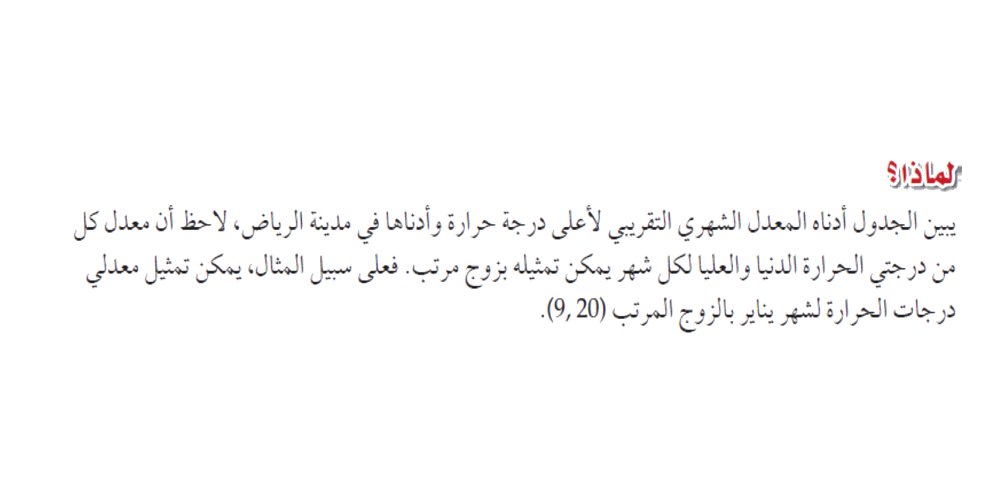 لماذا؟
يبين الجدول أدناه المعدل الشهري التقريبي لأعلى درجة حرارة وأدناها في مدينة الرياض، لاحظ أن معدل كل
من درجتي الحرارة الدنيا والعليا لكل شهر يمكن تمثيله بزوج مرتب. فعلى سبيل المثال، يمكن تمثيل معدلي
درجات الحرارة لشهر يناير بالزوج المرتب (9, 20).